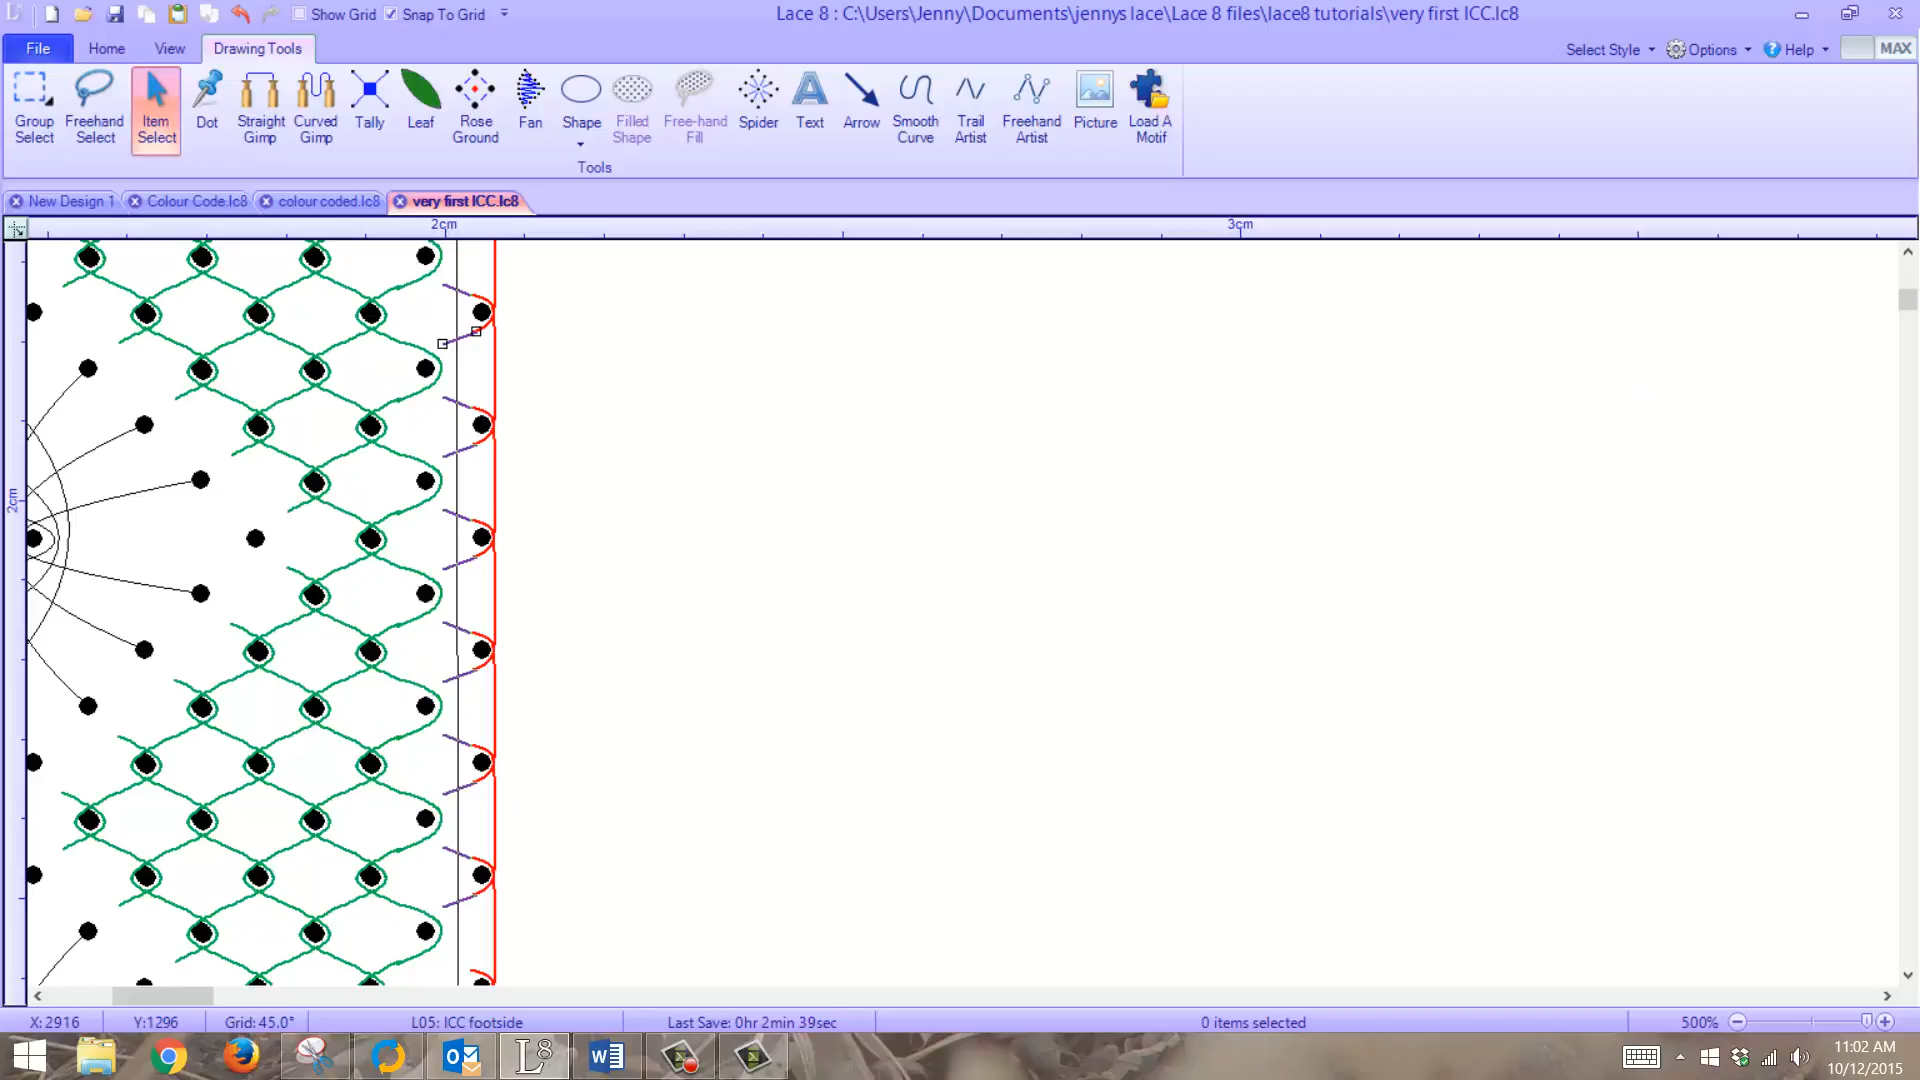 Show Grid Snap To Grid
Lace 8 : C:\Users\Jenny\Documents\jennys lace\Lace 8 files\lace8 tutorials\very first ICC.lc8
File Home View Drawing Tools
Select Style Options Help MAX
Group Select
Freehand Select
Item Select
Dot
Straight Gimp
Curved Gimp
Tally
Leaf
Rose Ground
Fan
Shape
Filled Shape
Free-hand Fill
Spider
Text
Arrow
Smooth Curve
Trail Artist
Freehand Artist
Picture
Load A Motif
Tools
New Design 1 Colour Code.lc8 colour coded.lc8 very first ICC.lc8
2cm 3cm
2cm
X:2916 Y:1296 Grid: 45.0° L05: ICC footside Last Save: 0hr 2min 39sec 0 items selected 500%
L8
11:02 AM
10/12/2015